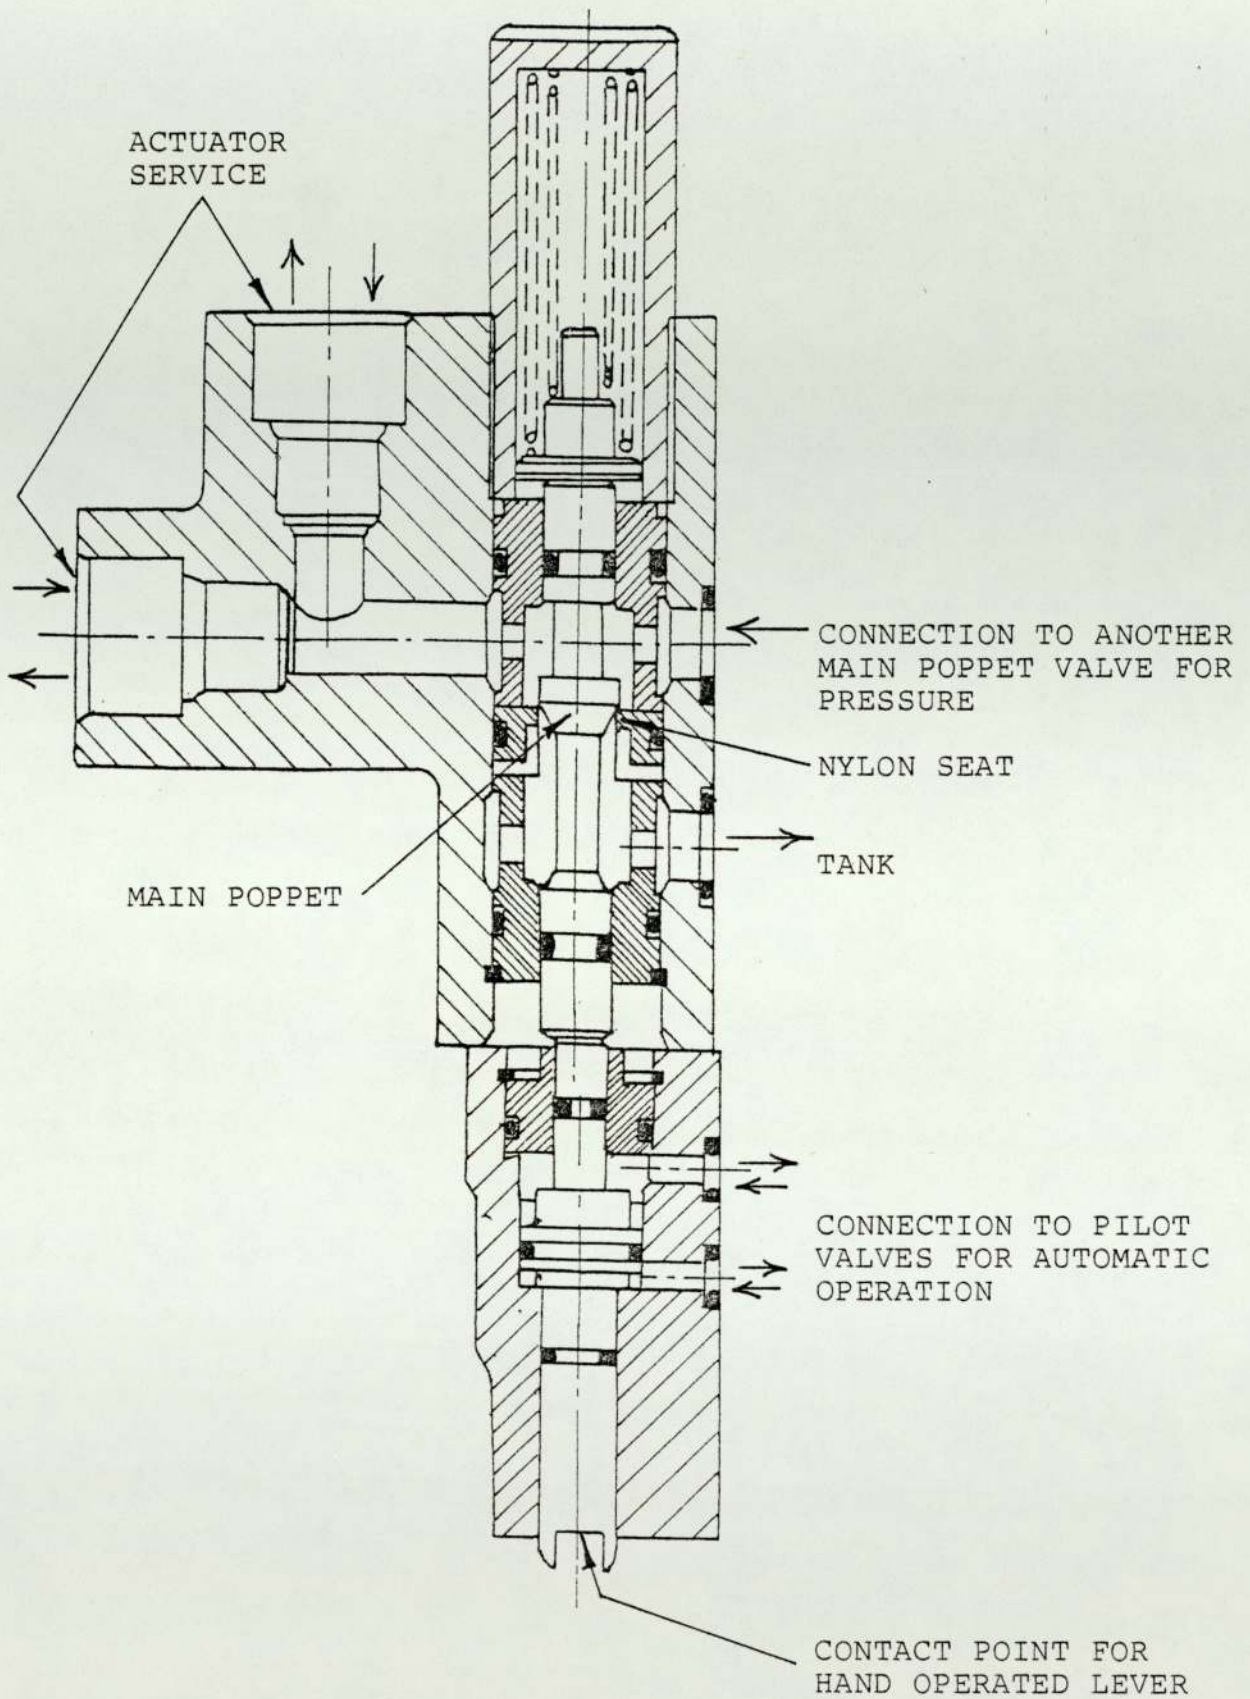 ACTUATOR
SERVICE
CONNECTION TO ANOTHER
MAIN POPPET VALVE FOR
PRESSURE
NYLON SEAT
TANK
MAIN POPPET
CONNECTION TO PILOT
VALVES FOR AUTOMATIC
OPERATION
CONTACT POINT FOR
HAND OPERATED LEVER